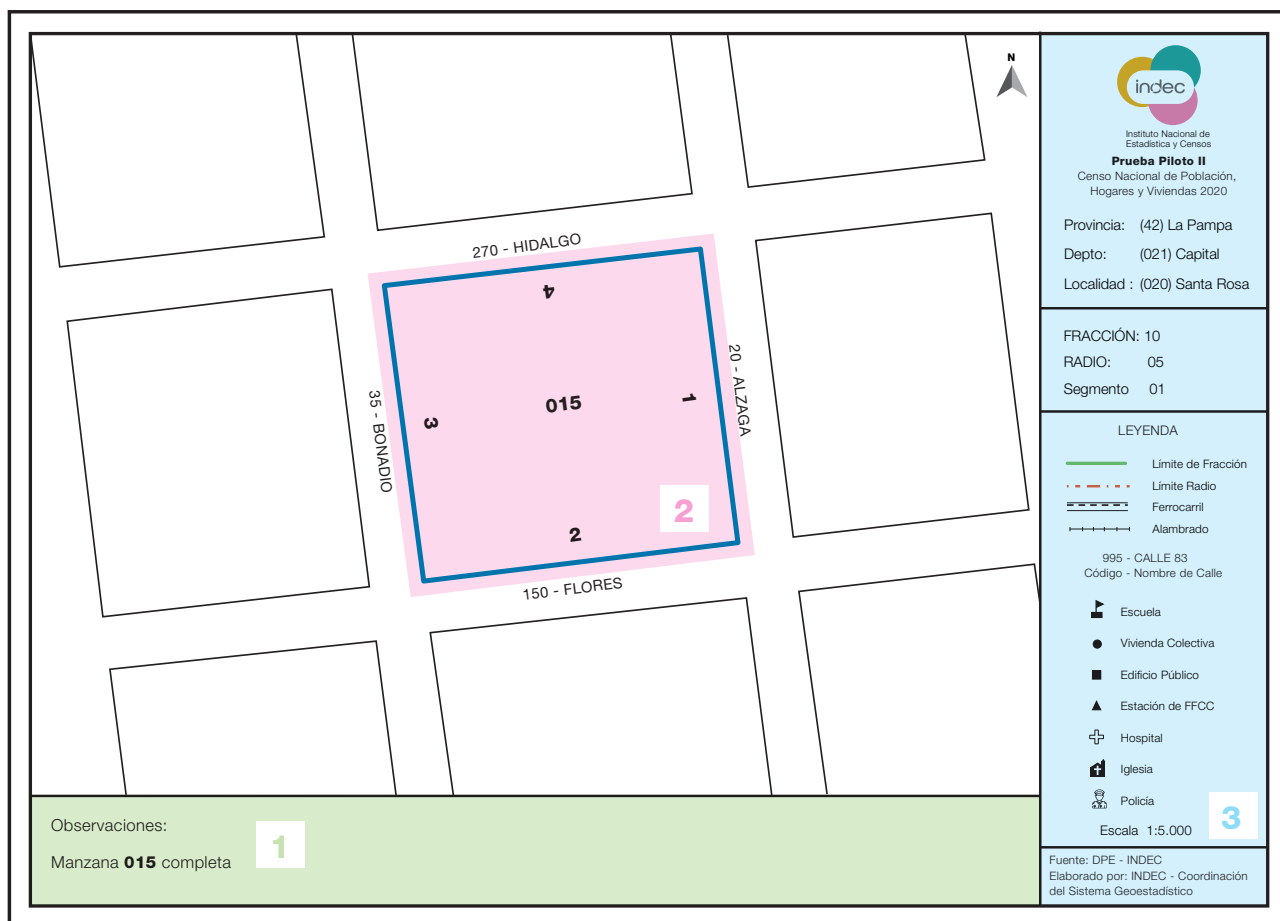 N
270 - HIDALGO
4
20 - ALZAGA
1
015
35 - BONADIO
3
2
2
150 - FLORES
Observaciones:
Manzana 015 completa
1
indec
Instituto Nacional de
Estadística y Censos
Prueba Piloto II
Censo Nacional de Población,
Hogares y Viviendas 2020
Provincia: (42) La Pampa
Depto: (021) Capital
Localidad : (020) Santa Rosa
FRACCIÓN: 10
RADIO: 05
Segmento 01
LEYENDA
Límite de Fracción
Límite Radio
Ferrocarril
Alambrado
995 - CALLE 83
Código - Nombre de Calle
Escuela
Vivienda Colectiva
Edificio Público
Estación de FFCC
Hospital
Iglesia
Policía
Escala 1:5.000
3
Fuente: DPE - INDEC
Elaborado por: INDEC - Coordinación
del Sistema Geoestadístico